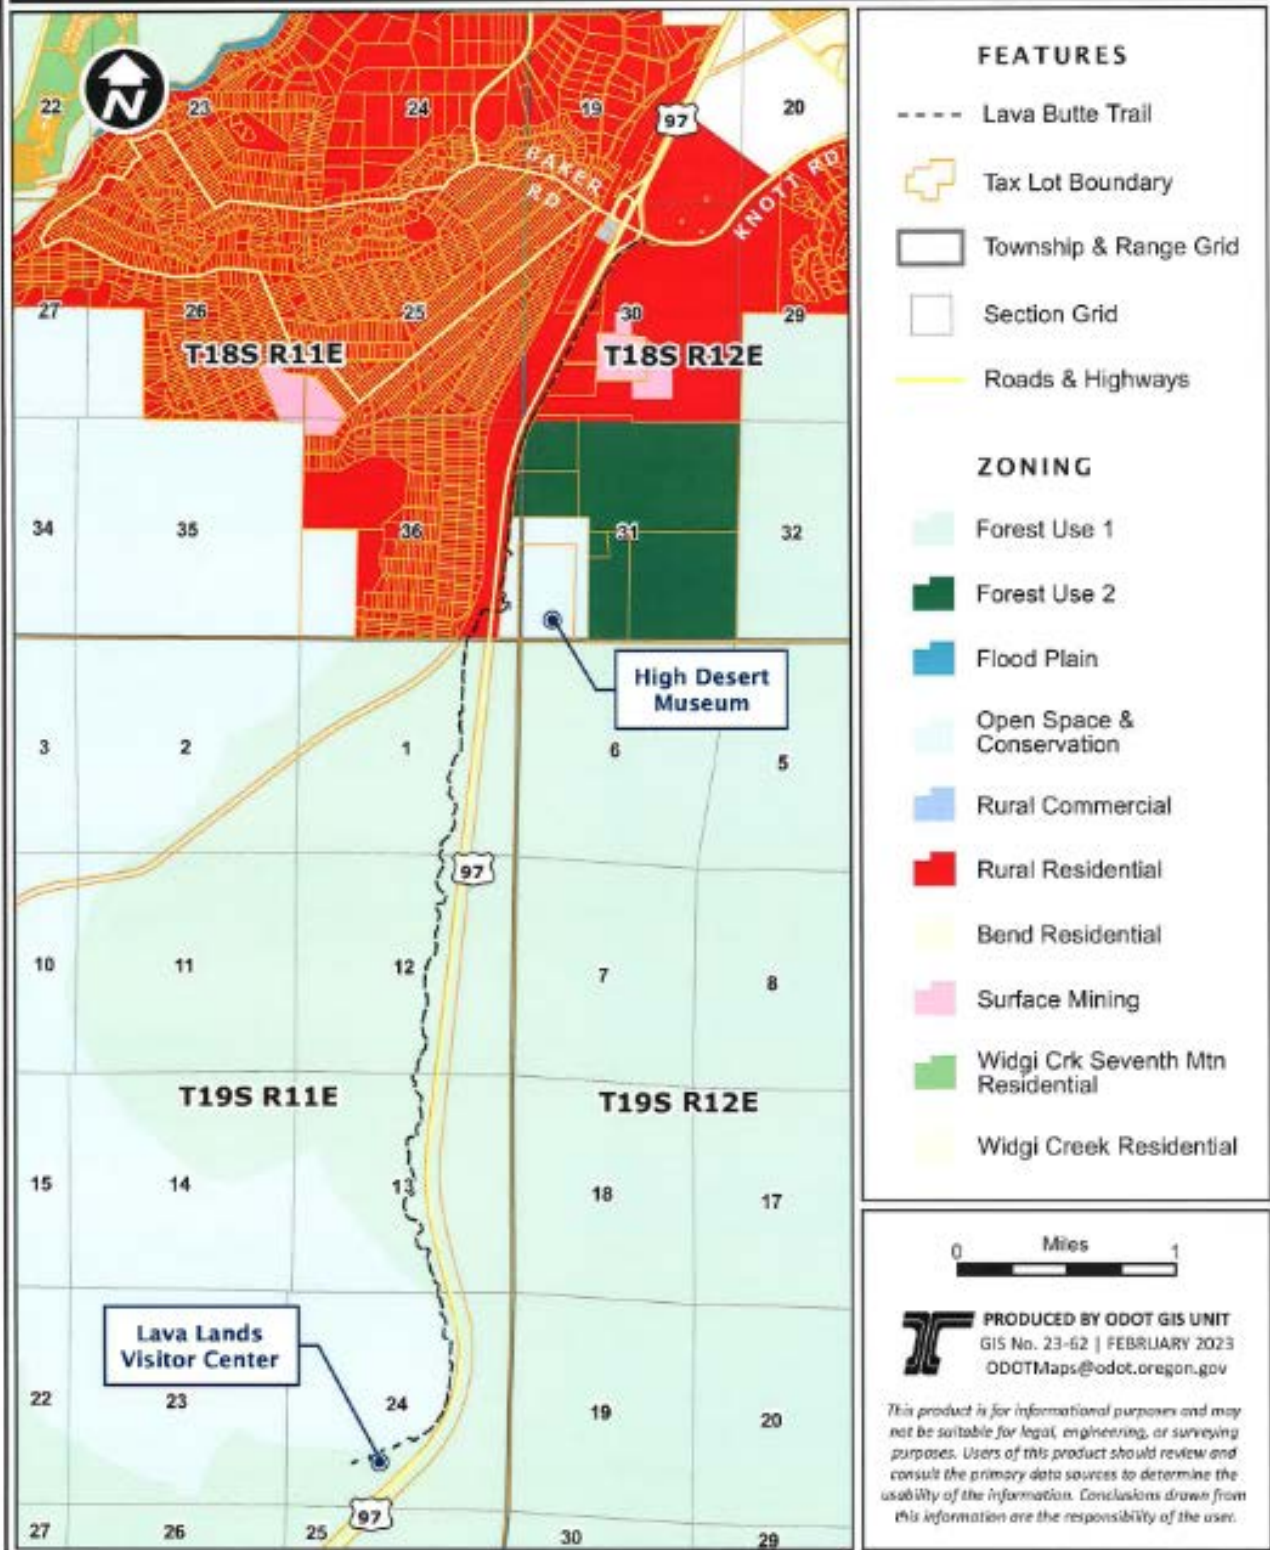 22
23
24
19
97
20
BAKER
RD
KNOTT RD
27
26
25
30
29
T18S R11E
T18S R12E
34
35
36
31
32
High Desert
Museum
3
2
1
6
5
97
10
11
12
7
8
T19S R11E
T19S R12E
15
14
13
18
17
Lava Lands
Visitor Center
22
23
24
19
20
97
27
26
25
30
29
N
FEATURES
Lava Butte Trail
Tax Lot Boundary
Township & Range Grid
Section Grid
Roads & Highways
ZONING
Forest Use 1
Forest Use 2
Flood Plain
Open Space &
Conservation
Rural Commercial
Rural Residential
Bend Residential
Surface Mining
Widgi Crk Seventh Mtn
Residential
Widgi Creek Residential
0 Miles 1
PRODUCED BY ODOT GIS UNIT
GIS No. 23-62 | FEBRUARY 2023
ODOTMaps@odot.oregon.gov
This product is for informational purposes and may
not be suitable for legal, engineering, or surveying
purposes. Users of this product should review and
consult the primary data sources to determine the
usability of the information. Conclusions drawn from
this information are the responsibility of the user.